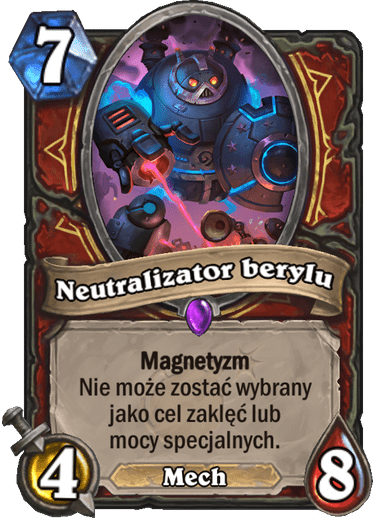 7
Neutralizator berylu
Magnetyzm
Nie może zostać wybrany
jako cel zaklęć lub
mocy specjalnych.
4
Mech
8